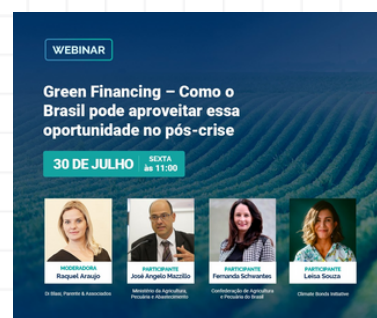 WEBINAR
Green Financing – Como o
Brasil pode aproveitar essa
oportunidade no pós-crise
30 DE JULHO
SEXTA
às 11:00
MODERADORA
Raquel Araujo
Di Blasi, Parente & Associados
PARTICIPANTE
José Angelo Mazzillo
Ministério da Agricultura,
Pecuária e Abastecimento
PARTICIPANTE
Fernanda Schwantes
Confederação de Agricultura
e Pecuária do Brasil
PARTICIPANTE
Leisa Souza
Climate Bonds Initiative